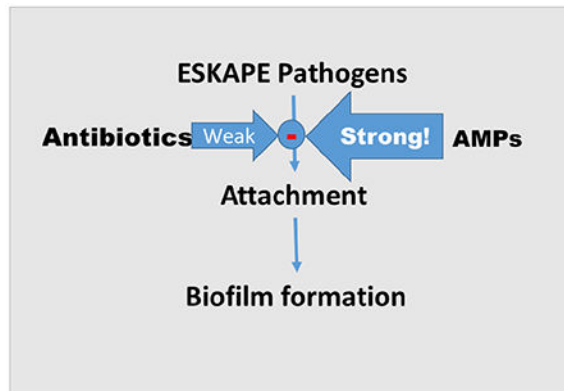 ESKAPE Pathogens
Antibiotics Weak - Strong! AMPs
Attachment
Biofilm formation